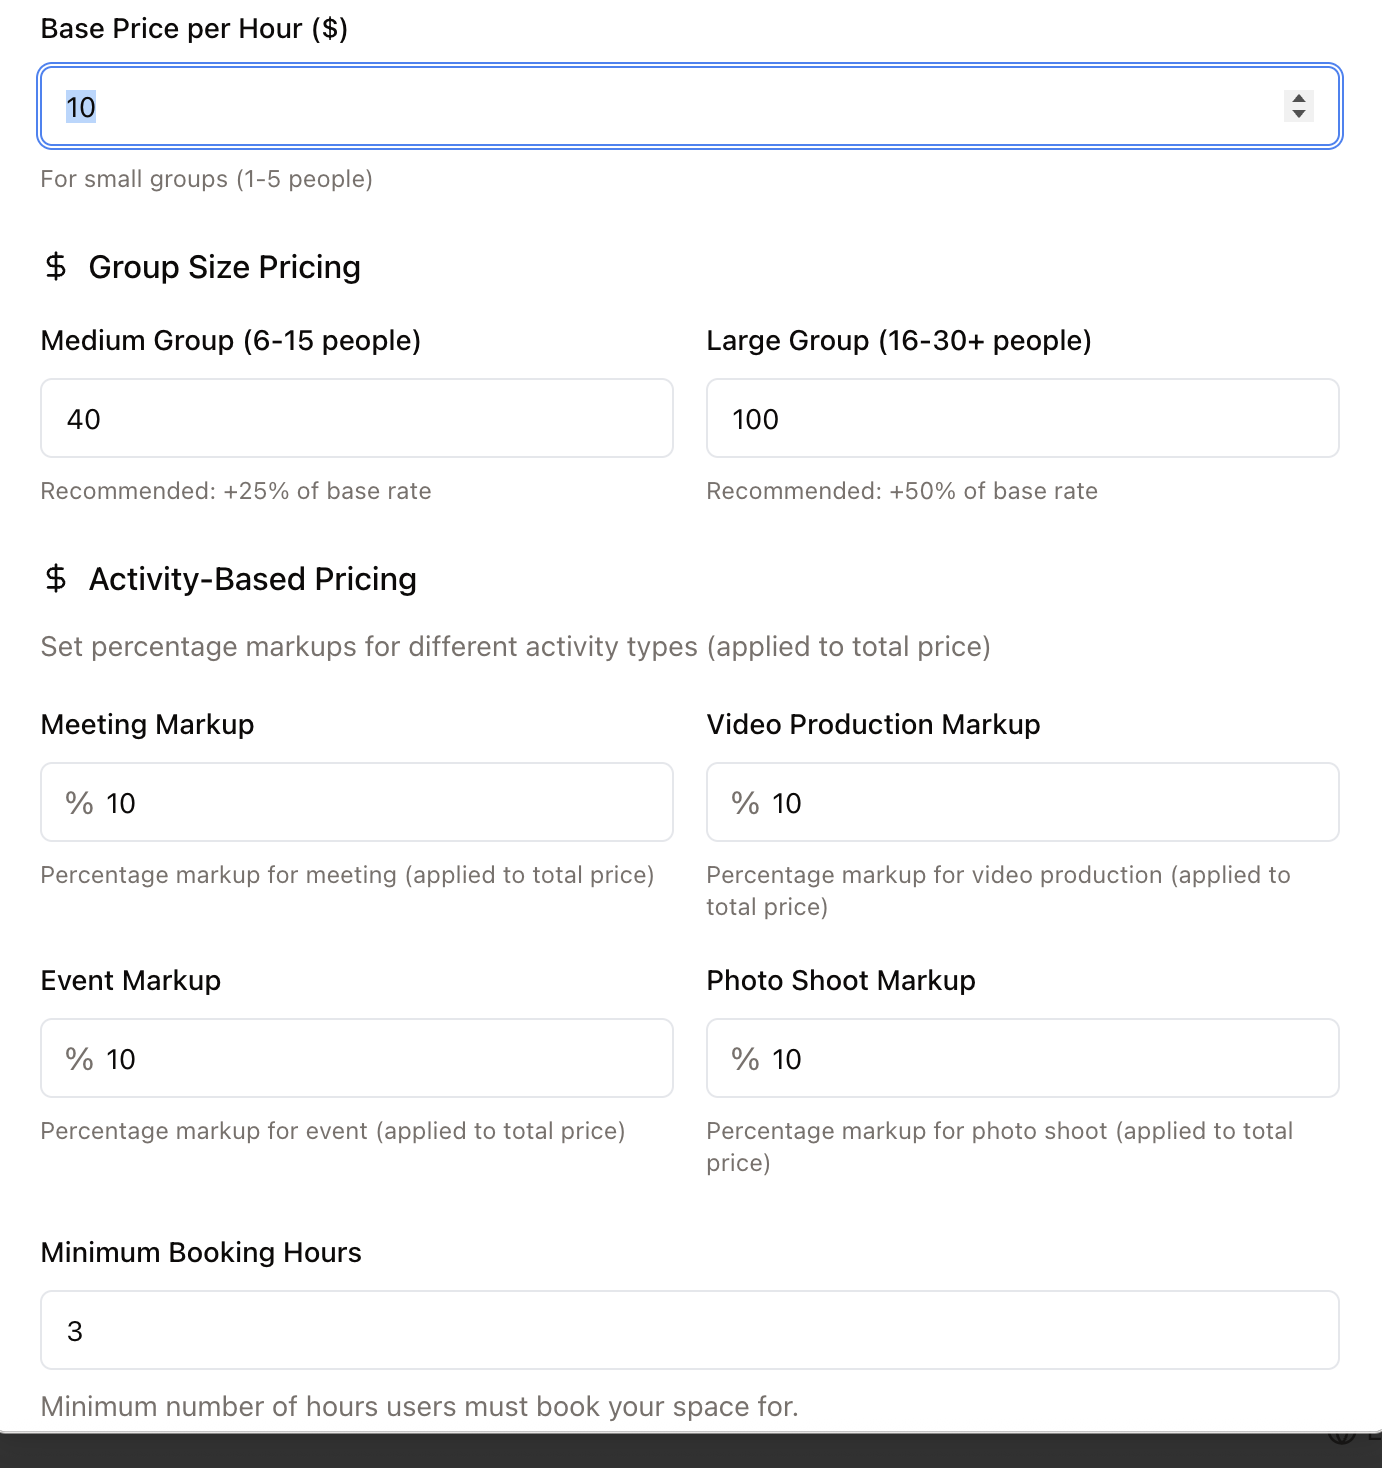 Base Price per Hour ($)
10
For small groups (1-5 people)
$ Group Size Pricing
Medium Group (6-15 people)
Large Group (16-30+ people)
40
100
Recommended: +25% of base rate
Recommended: +50% of base rate
$ Activity-Based Pricing
Set percentage markups for different activity types (applied to total price)
Meeting Markup
Video Production Markup
% 10
% 10
Percentage markup for meeting (applied to total price)
Percentage markup for video production (applied to
total price)
Event Markup
Photo Shoot Markup
% 10
% 10
Percentage markup for event (applied to total price)
Percentage markup for photo shoot (applied to total
price)
Minimum Booking Hours
3
Minimum number of hours users must book your space for.